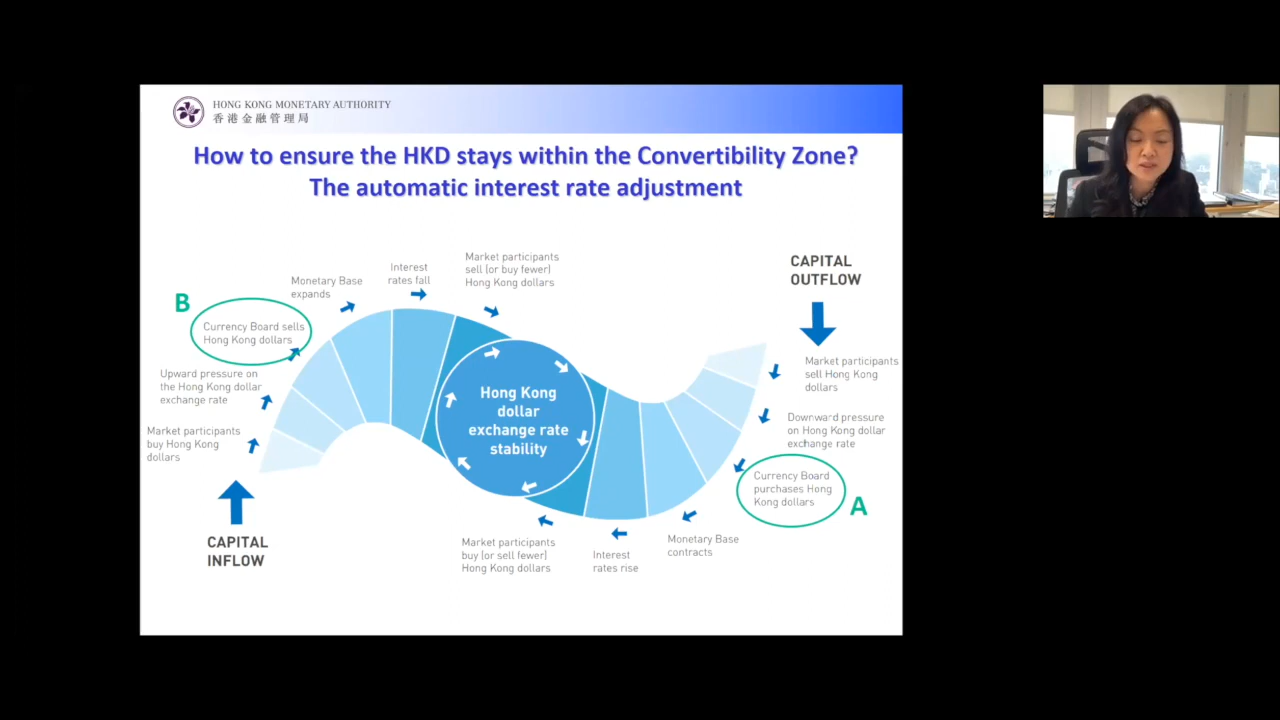 HONG KONG MONETARY AUTHORITY
香港金融管理局
How to ensure the HKD stays within the Convertibility Zone?
The automatic interest rate adjustment
CAPITAL
INFLOW
Market participants
buy Hong Kong
dollars
Upward pressure on
the Hong Kong dollar
exchange rate
B
Currency Board sells
Hong Kong dollars
Monetary Base
expands
Interest
rates fall
Market participants
sell (or buy fewer)
Hong Kong dollars
Hong Kong
dollar
exchange rate
stability
CAPITAL
OUTFLOW
Market participants
sell Hong Kong
dollars
Downward pressure
on Hong Kong dollar
exchange rate
Currency Board
purchases Hong
Kong dollars
A
Monetary Base
contracts
Interest
rates rise
Market participants
buy (or sell fewer)
Hong Kong dollars